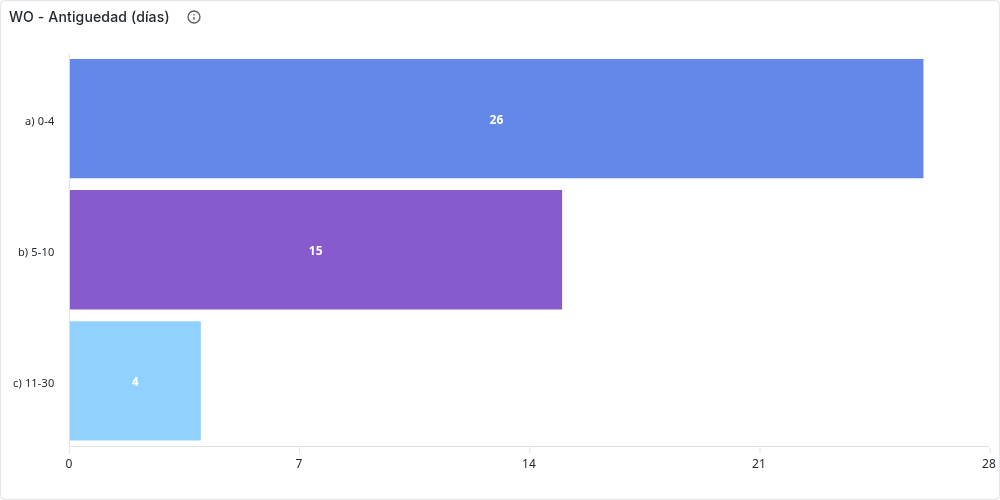 WO - Antiguedad (días)
a) 0-4
26
b) 5-10
15
c) 11-30
4
0 7 14 21 28